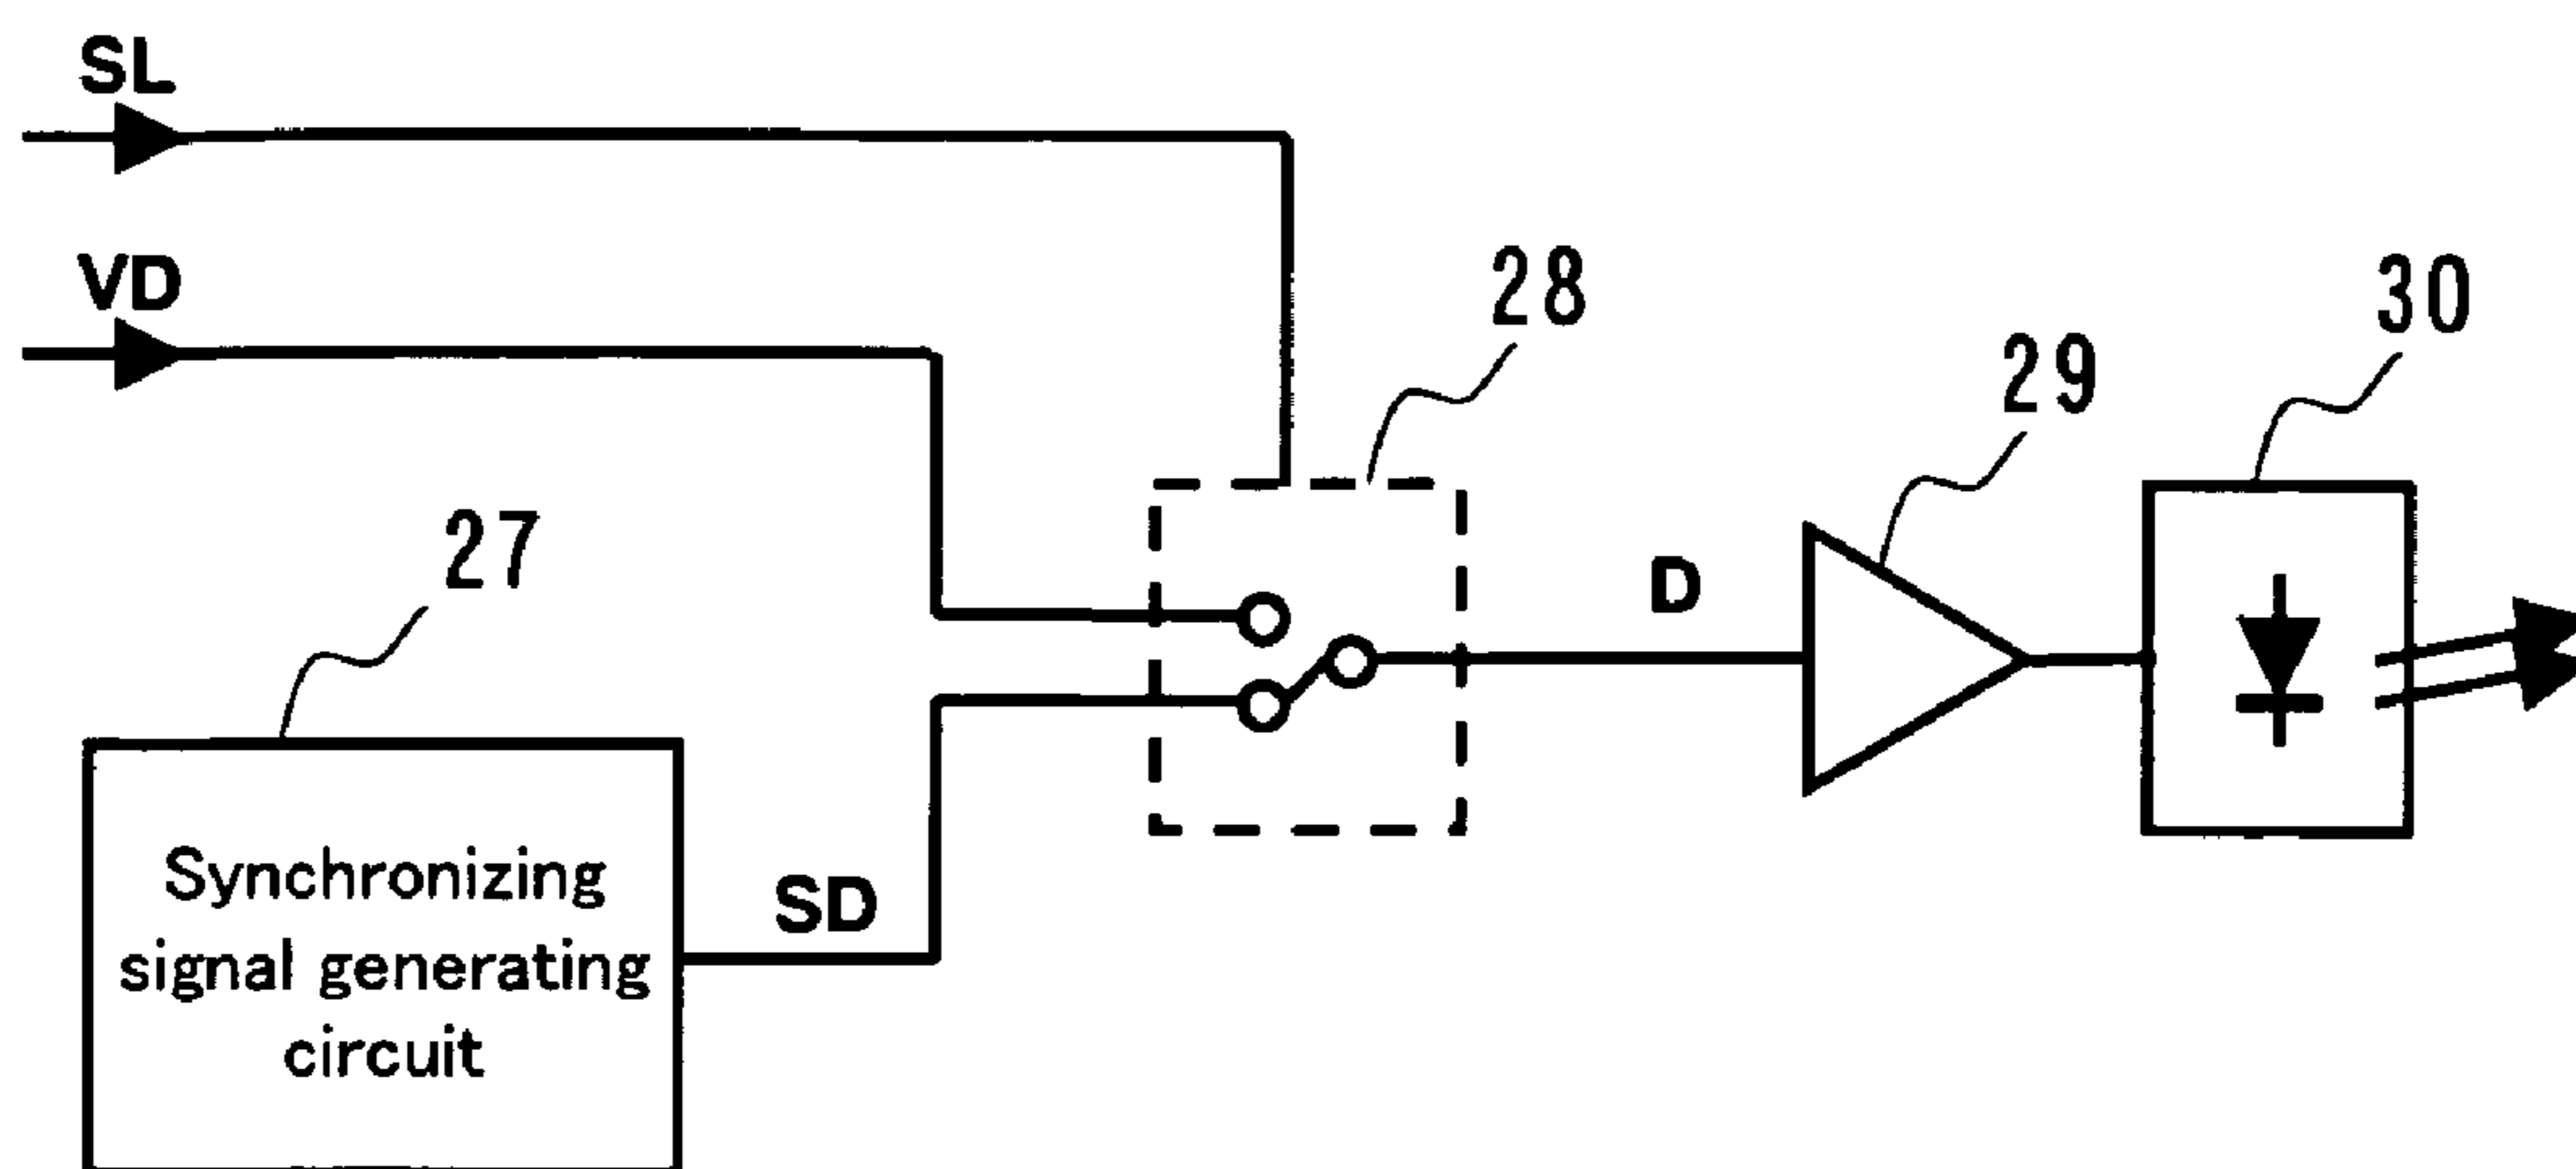 SL
VD
28
30
29
27
D
SD
Synchronizing
signal generating
circuit